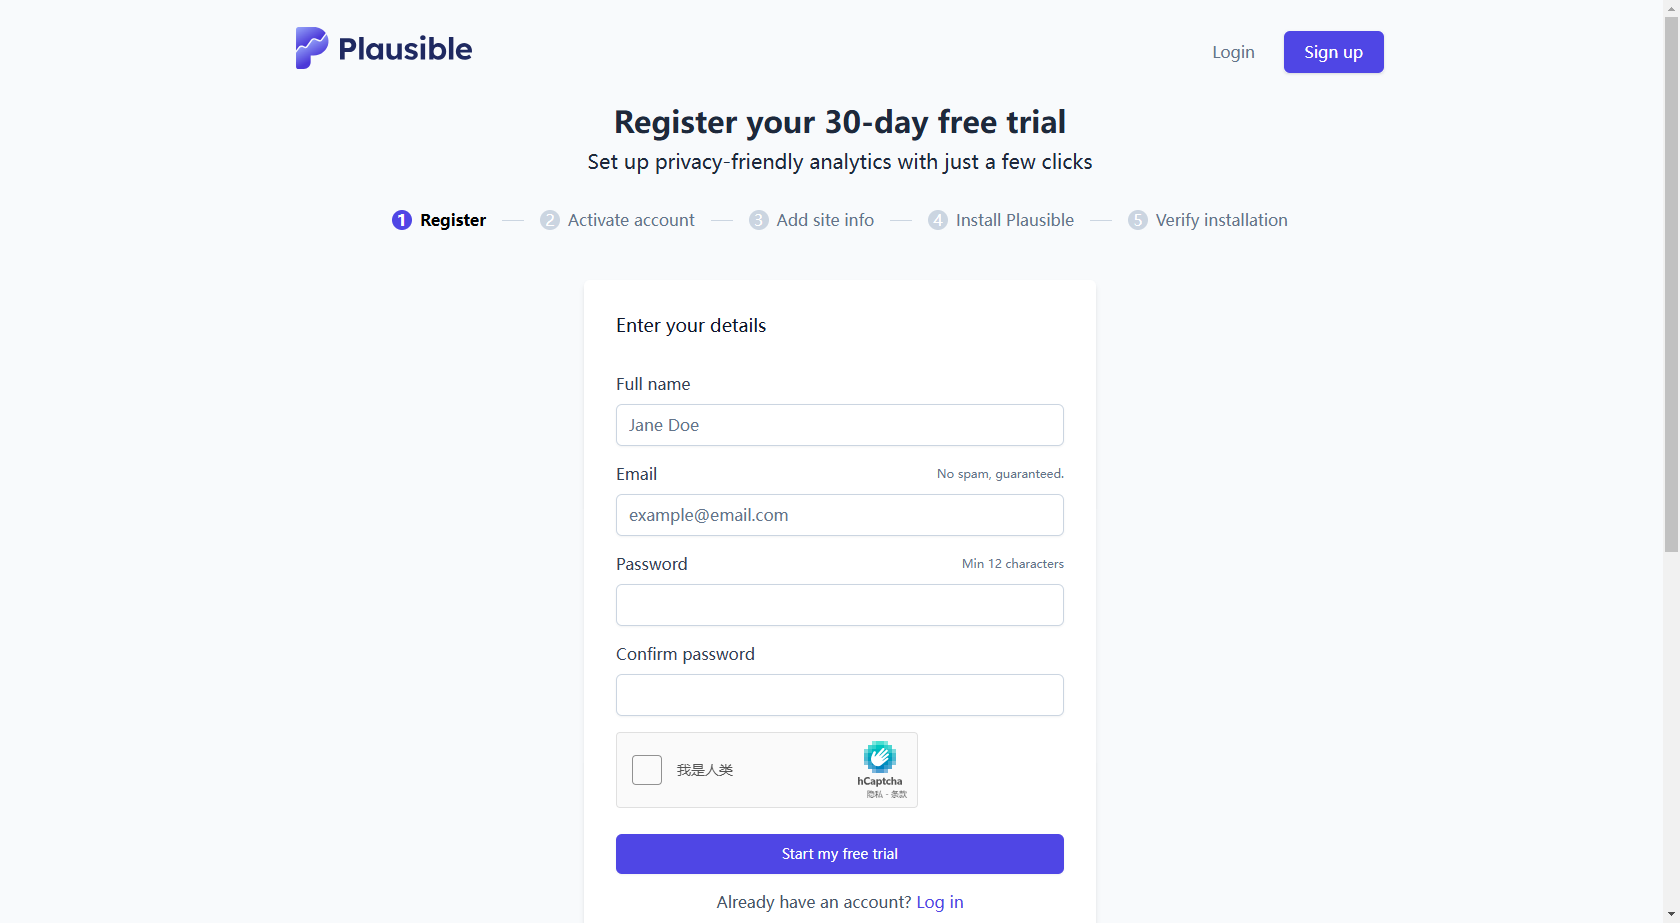 Plausible
Login
Sign up
Register your 30-day free trial
Set up privacy-friendly analytics with just a few clicks
1 Register
2 Activate account
3 Add site info
4 Install Plausible
5 Verify installation
Enter your details
Full name
Jane Doe
Email
No spam, guaranteed.
example@email.com
Password
Min 12 characters
Confirm password
我是人类
hCaptcha
隐私 - 条款
Start my free trial
Already have an account? Log in